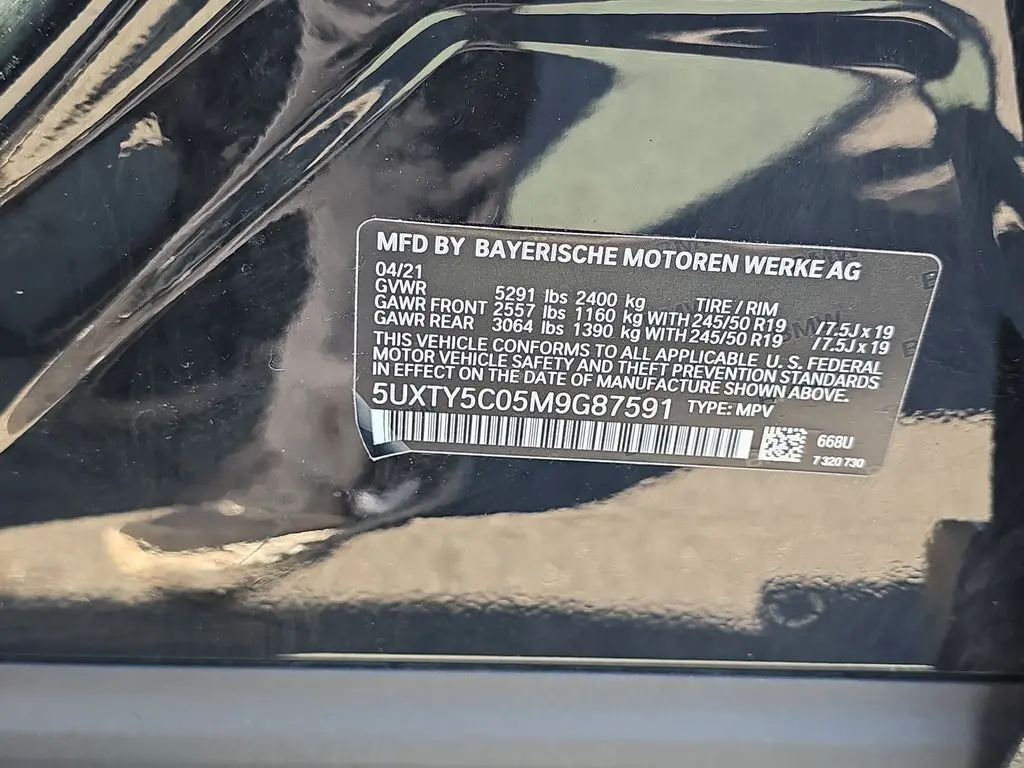 MFD BY BAYERISCHE MOTOREN WERKE AG
04/21
GVWR 5291 lbs 2400 kg TIRE / RIM
GAWR FRONT 2557 lbs 1160 kg WITH 245/50 R19 /7.5J x 19
GAWR REAR 3064 lbs 1390 kg WITH 245/50 R19 /7.5J x 19
THIS VEHICLE CONFORMS TO ALL APPLICABLE U. S. FEDERAL
MOTOR VEHICLE SAFETY AND THEFT PREVENTION STANDARDS
IN EFFECT ON THE DATE OF MANUFACTURE SHOWN ABOVE.
5UXTY5C05M9G87591 TYPE: MPV
668U
7 320 730
BMW